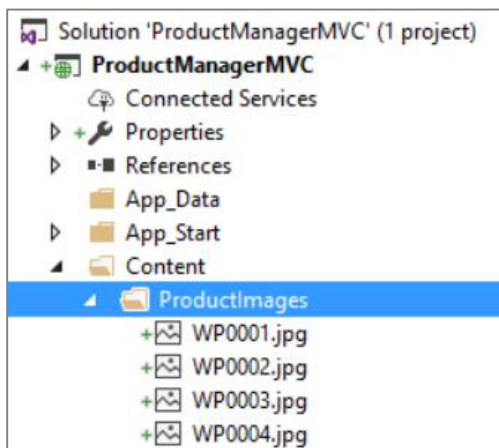 Solution 'ProductManagerMVC' (1 project)
ProductManagerMVC
Connected Services
Properties
References
App_Data
App_Start
Content
ProductImages
WP0001.jpg
WP0002.jpg
WP0003.jpg
WP0004.jpg